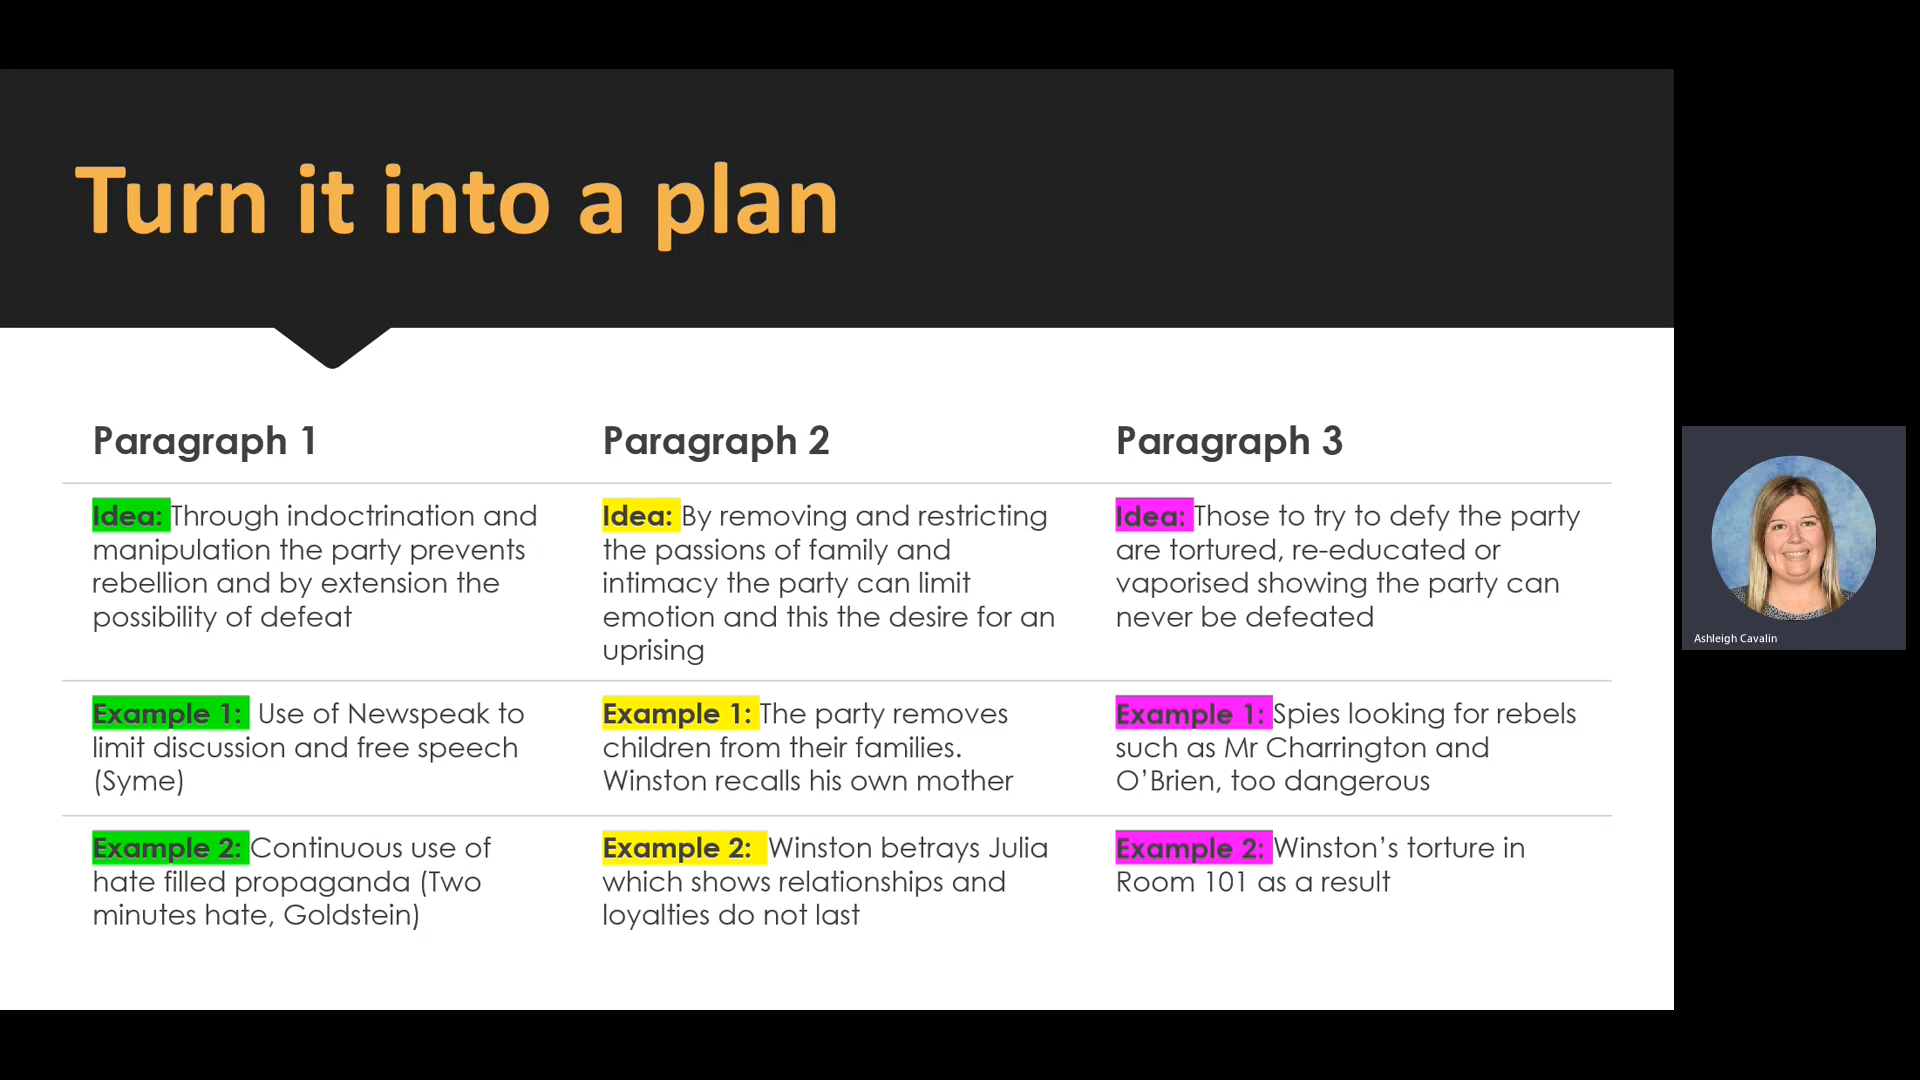 Turn it into a plan
Paragraph 1
Paragraph 2
Paragraph 3
Idea: Through indoctrination and
manipulation the party prevents
rebellion and by extension the
possibility of defeat
Idea: By removing and restricting
the passions of family and
intimacy the party can limit
emotion and this the desire for an
uprising
Idea: Those to try to defy the party
are tortured, re-educated or
vaporised showing the party can
never be defeated
Example 1: Use of Newspeak to
limit discussion and free speech
(Syme)
Example 1: The party removes
children from their families.
Winston recalls his own mother
Example 1: Spies looking for rebels
such as Mr Charrington and
O’Brien, too dangerous
Example 2: Continuous use of
hate filled propaganda (Two
minutes hate, Goldstein)
Example 2: Winston betrays Julia
which shows relationships and
loyalties do not last
Example 2: Winston’s torture in
Room 101 as a result
Ashleigh Cavalin